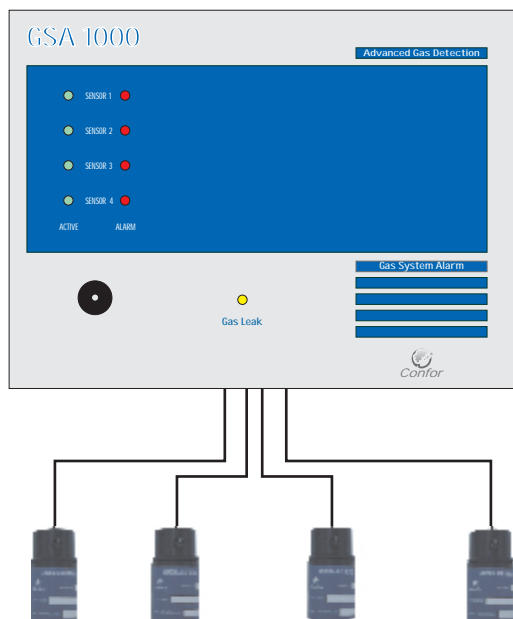 GSA 1000
Advanced Gas Detection
SENSOR 1
SENSOR 2
SENSOR 3
SENSOR 4
ACTIVE ALARM
Gas System Alarm
Gas Leak
Confor